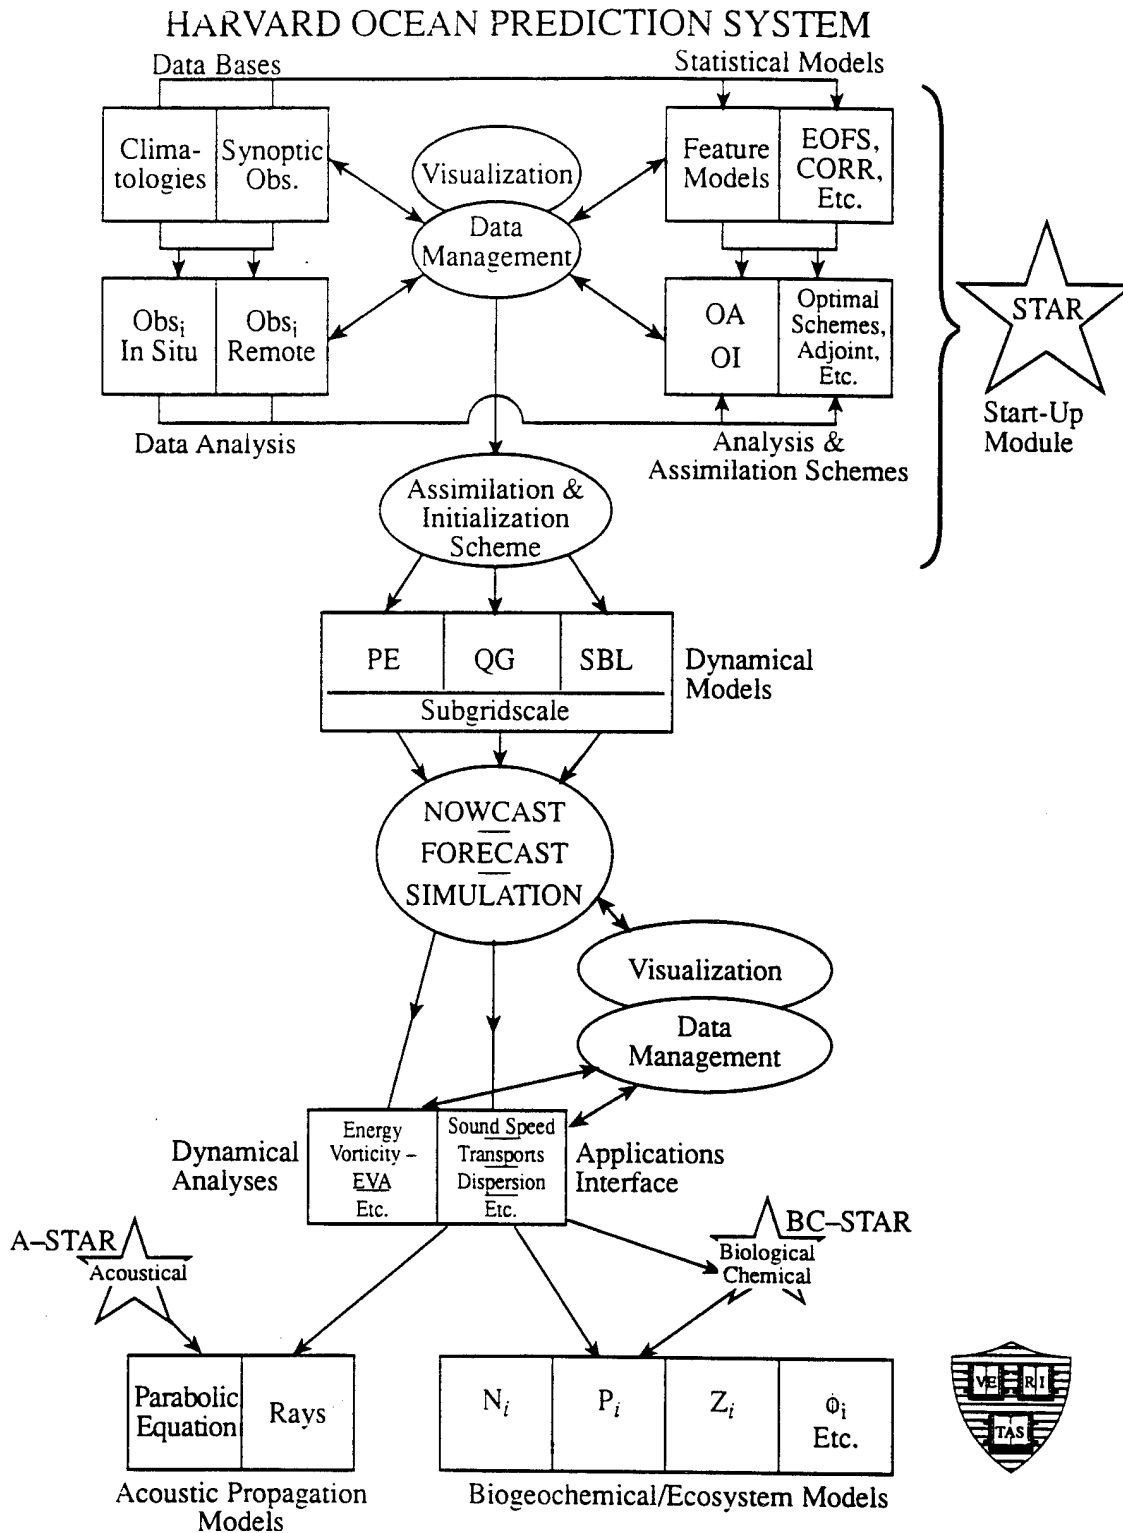 HARVARD OCEAN PREDICTION SYSTEM
Data Bases
Statistical Models
Clima-
tologies
Synoptic
Obs.
Visualization
Data
Management
Feature
Models
EOFS,
CORR,
Etc.
Obsi
In Situ
Obsi
Remote
OA
OI
Optimal
Schemes,
Adjoint,
Etc.
STAR
Start-Up
Module
Data Analysis
Analysis &
Assimilation Schemes
Assimilation &
Initialization
Scheme
PE
QG
SBL
Subgridscale
Dynamical
Models
NOWCAST
FORECAST
SIMULATION
Visualization
Data
Management
Dynamical
Analyses
Energy
Vorticity –
EVA
Etc.
Sound Speed
Transports
Dispersion
Etc.
Applications
Interface
A–STAR
Acoustical
BC–STAR
Biological
Chemical
Parabolic
Equation
Rays
Acoustic Propagation
Models
Ni
Pi
Zi
ϕi
Etc.
Biogeochemical/Ecosystem Models
VE
RI
TAS